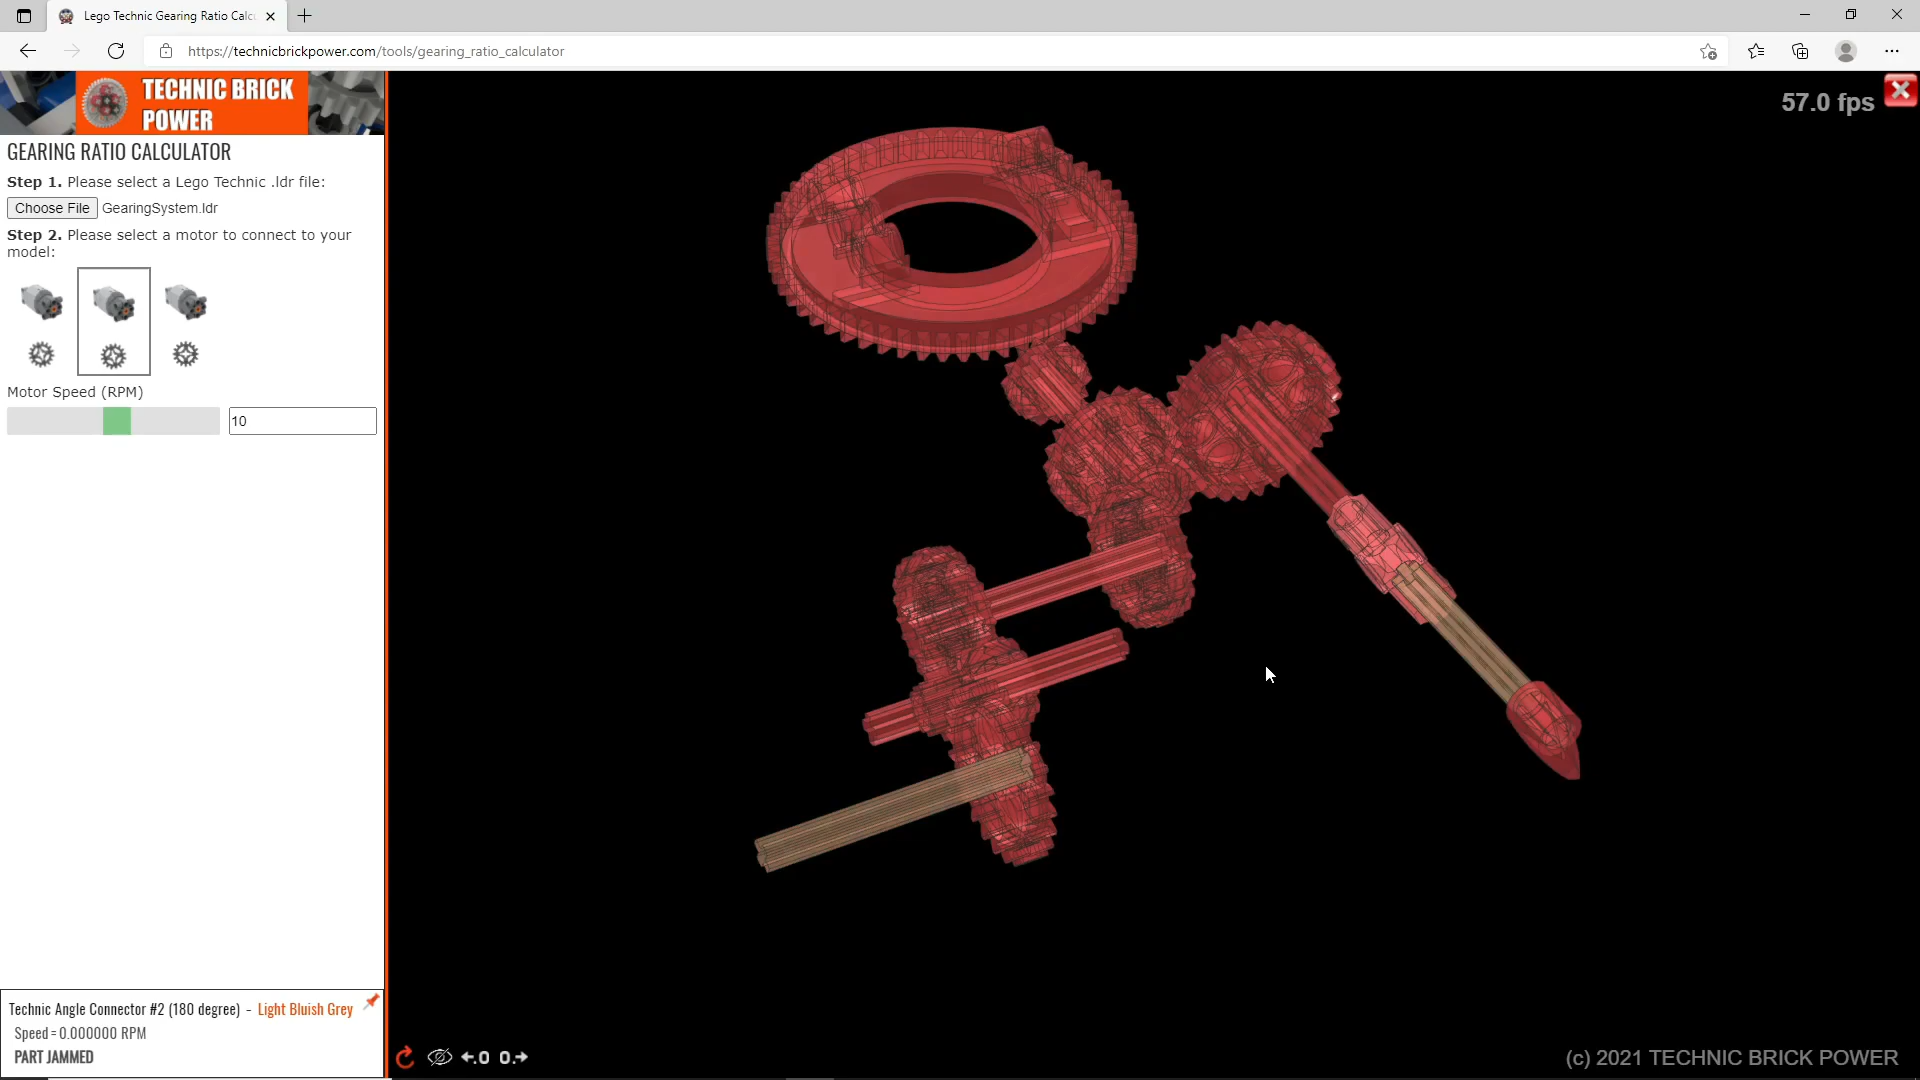 Lego Technic Gearing Ratio Calc
https://technicbrickpower.com/tools/gearing_ratio_calculator
TECHNIC BRICK
POWER
57.0 fps
GEARING RATIO CALCULATOR
Step 1. Please select a Lego Technic .ldr file:
Choose File GearingSystem.ldr
Step 2. Please select a motor to connect to your
model:
Motor Speed (RPM)
10
Technic Angle Connector #2 (180 degree) - Light Bluish Grey
Speed = 0.000000 RPM
PART JAMMED
.0 0.
(c) 2021 TECHNIC BRICK POWER